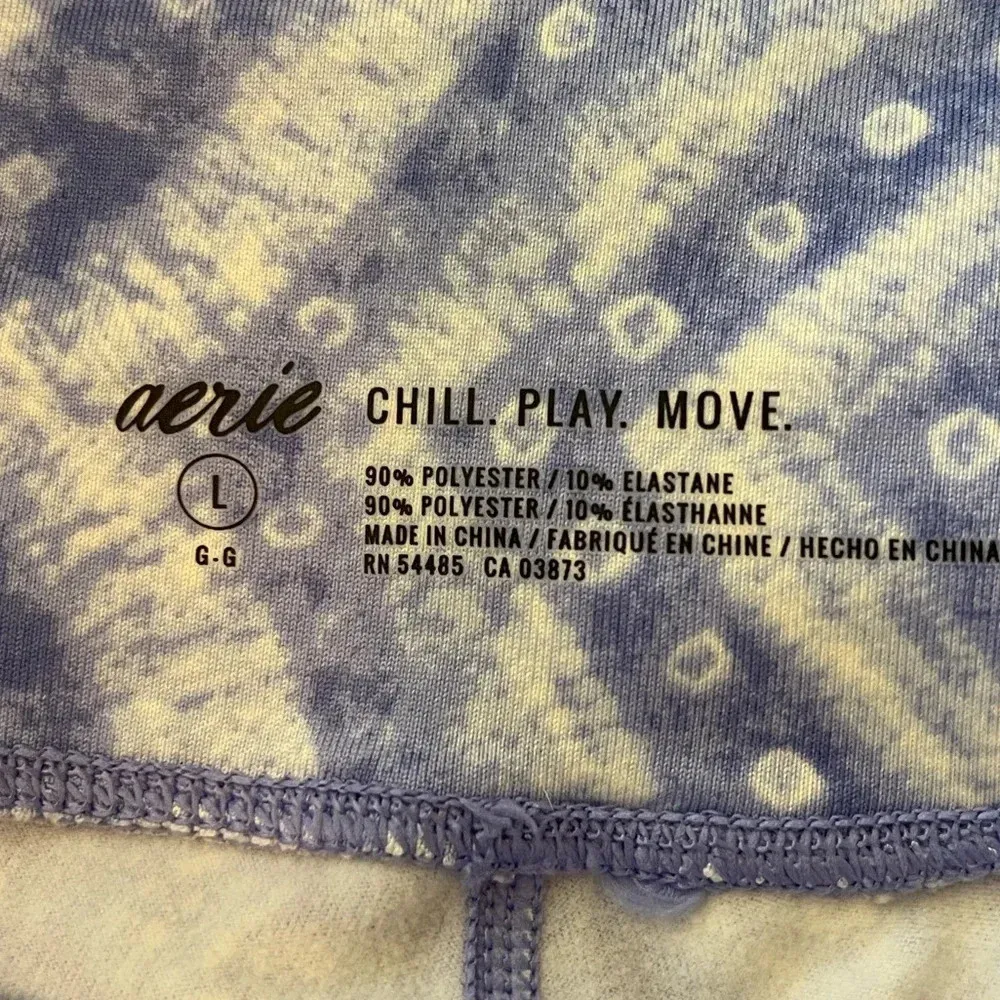 aerie CHILL. PLAY. MOVE.
L
G-G
90% POLYESTER / 10% ELASTANE
90% POLYESTER / 10% ÉLASTHANNE
MADE IN CHINA / FABRIQUÉ EN CHINE / HECHO EN CHINA
RN 54485 CA 03873